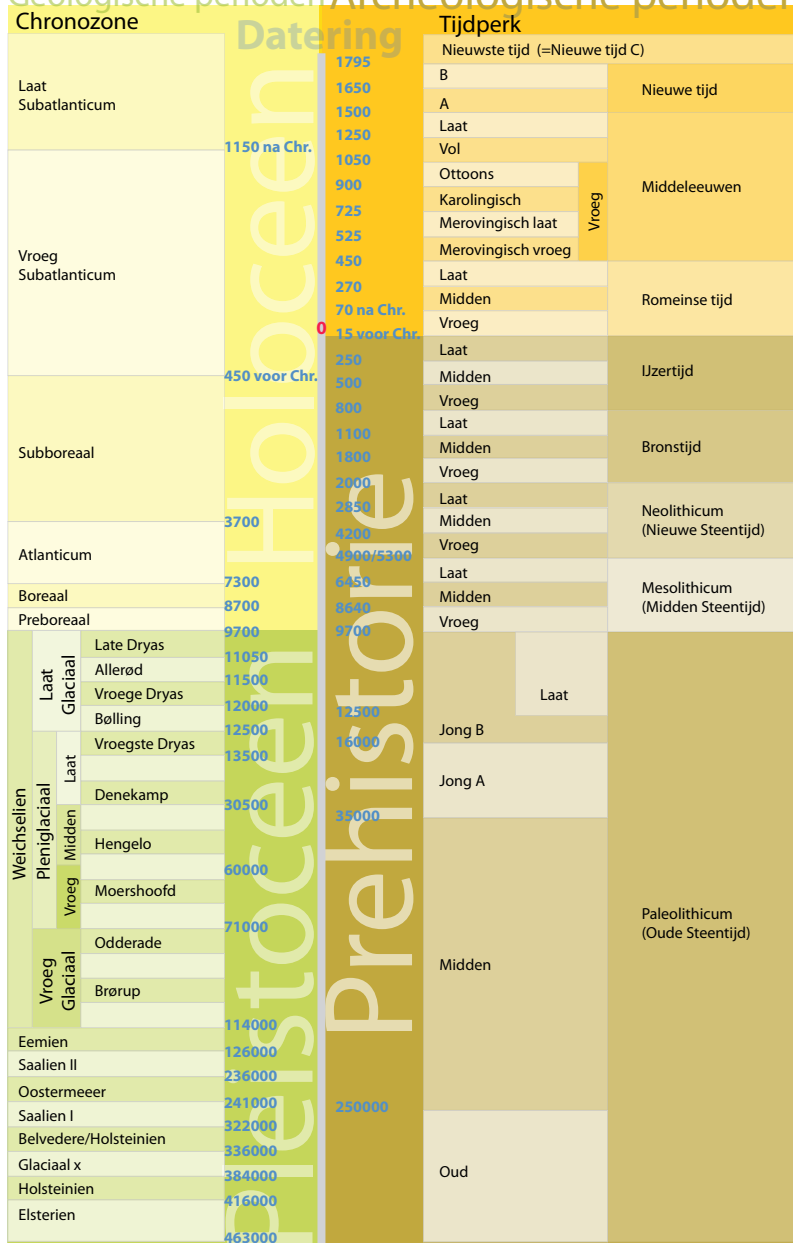 Geologische perioden
Archeologische perioden
Chronozone
Datering
Tijdperk
Holoceen
Pleistoceen
Prehistorie
Laat
Subatlanticum
1150 na Chr.
Vroeg
Subatlanticum
450 voor Chr.
Subboreaal
3700
Atlanticum
7300
Boreaal
8700
Preboreaal
9700
Weichselien
Laat
Glaciaal
Late Dryas
11050
Allerød
11500
Vroege Dryas
12000
Bølling
12500
Pleniglaciaal
Laat
Vroegste Dryas
13500
Denekamp
30500
Midden
Hengelo
60000
Vroeg
Moershoofd
71000
Vroeg
Glaciaal
Odderade
Brørup
114000
Eemien
126000
Saalien II
236000
Oostermeeer
241000
Saalien I
322000
Belvedere/Holsteinien
336000
Glaciaal x
384000
Holsteinien
416000
Elsterien
463000
Nieuwste tijd (=Nieuwe tijd C)
1795
B
1650
A
1500
Nieuwe tijd
Laat
1250
Vol
1050
Ottoons
900
Karolingisch
725
Merovingisch laat
525
Merovingisch vroeg
450
Vroeg
Middeleeuwen
Laat
270
Midden
70 na Chr.
Vroeg
0
15 voor Chr.
Romeinse tijd
Laat
250
Midden
500
Vroeg
800
IJzertijd
Laat
1100
Midden
1800
Vroeg
2000
Bronstijd
Laat
2850
Midden
4200
Vroeg
4900/5300
Neolithicum
(Nieuwe Steentijd)
Laat
6450
Midden
8640
Vroeg
9700
Mesolithicum
(Midden Steentijd)
Laat
12500
Jong B
16000
Jong A
35000
Midden
250000
Oud
Paleolithicum
(Oude Steentijd)